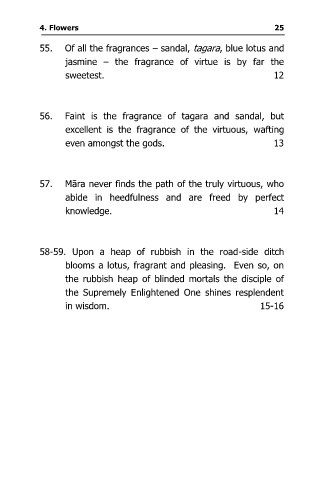 4. Flowers 25
55. Of all the fragrances – sandal, tagara, blue lotus and
jasmine – the fragrance of virtue is by far the
sweetest. 12
56. Faint is the fragrance of tagara and sandal, but
excellent is the fragrance of the virtuous, wafting
even amongst the gods. 13
57. Māra never finds the path of the truly virtuous, who
abide in heedfulness and are freed by perfect
knowledge. 14
58-59. Upon a heap of rubbish in the road-side ditch
blooms a lotus, fragrant and pleasing. Even so, on
the rubbish heap of blinded mortals the disciple of
the Supremely Enlightened One shines resplendent
in wisdom. 15-16